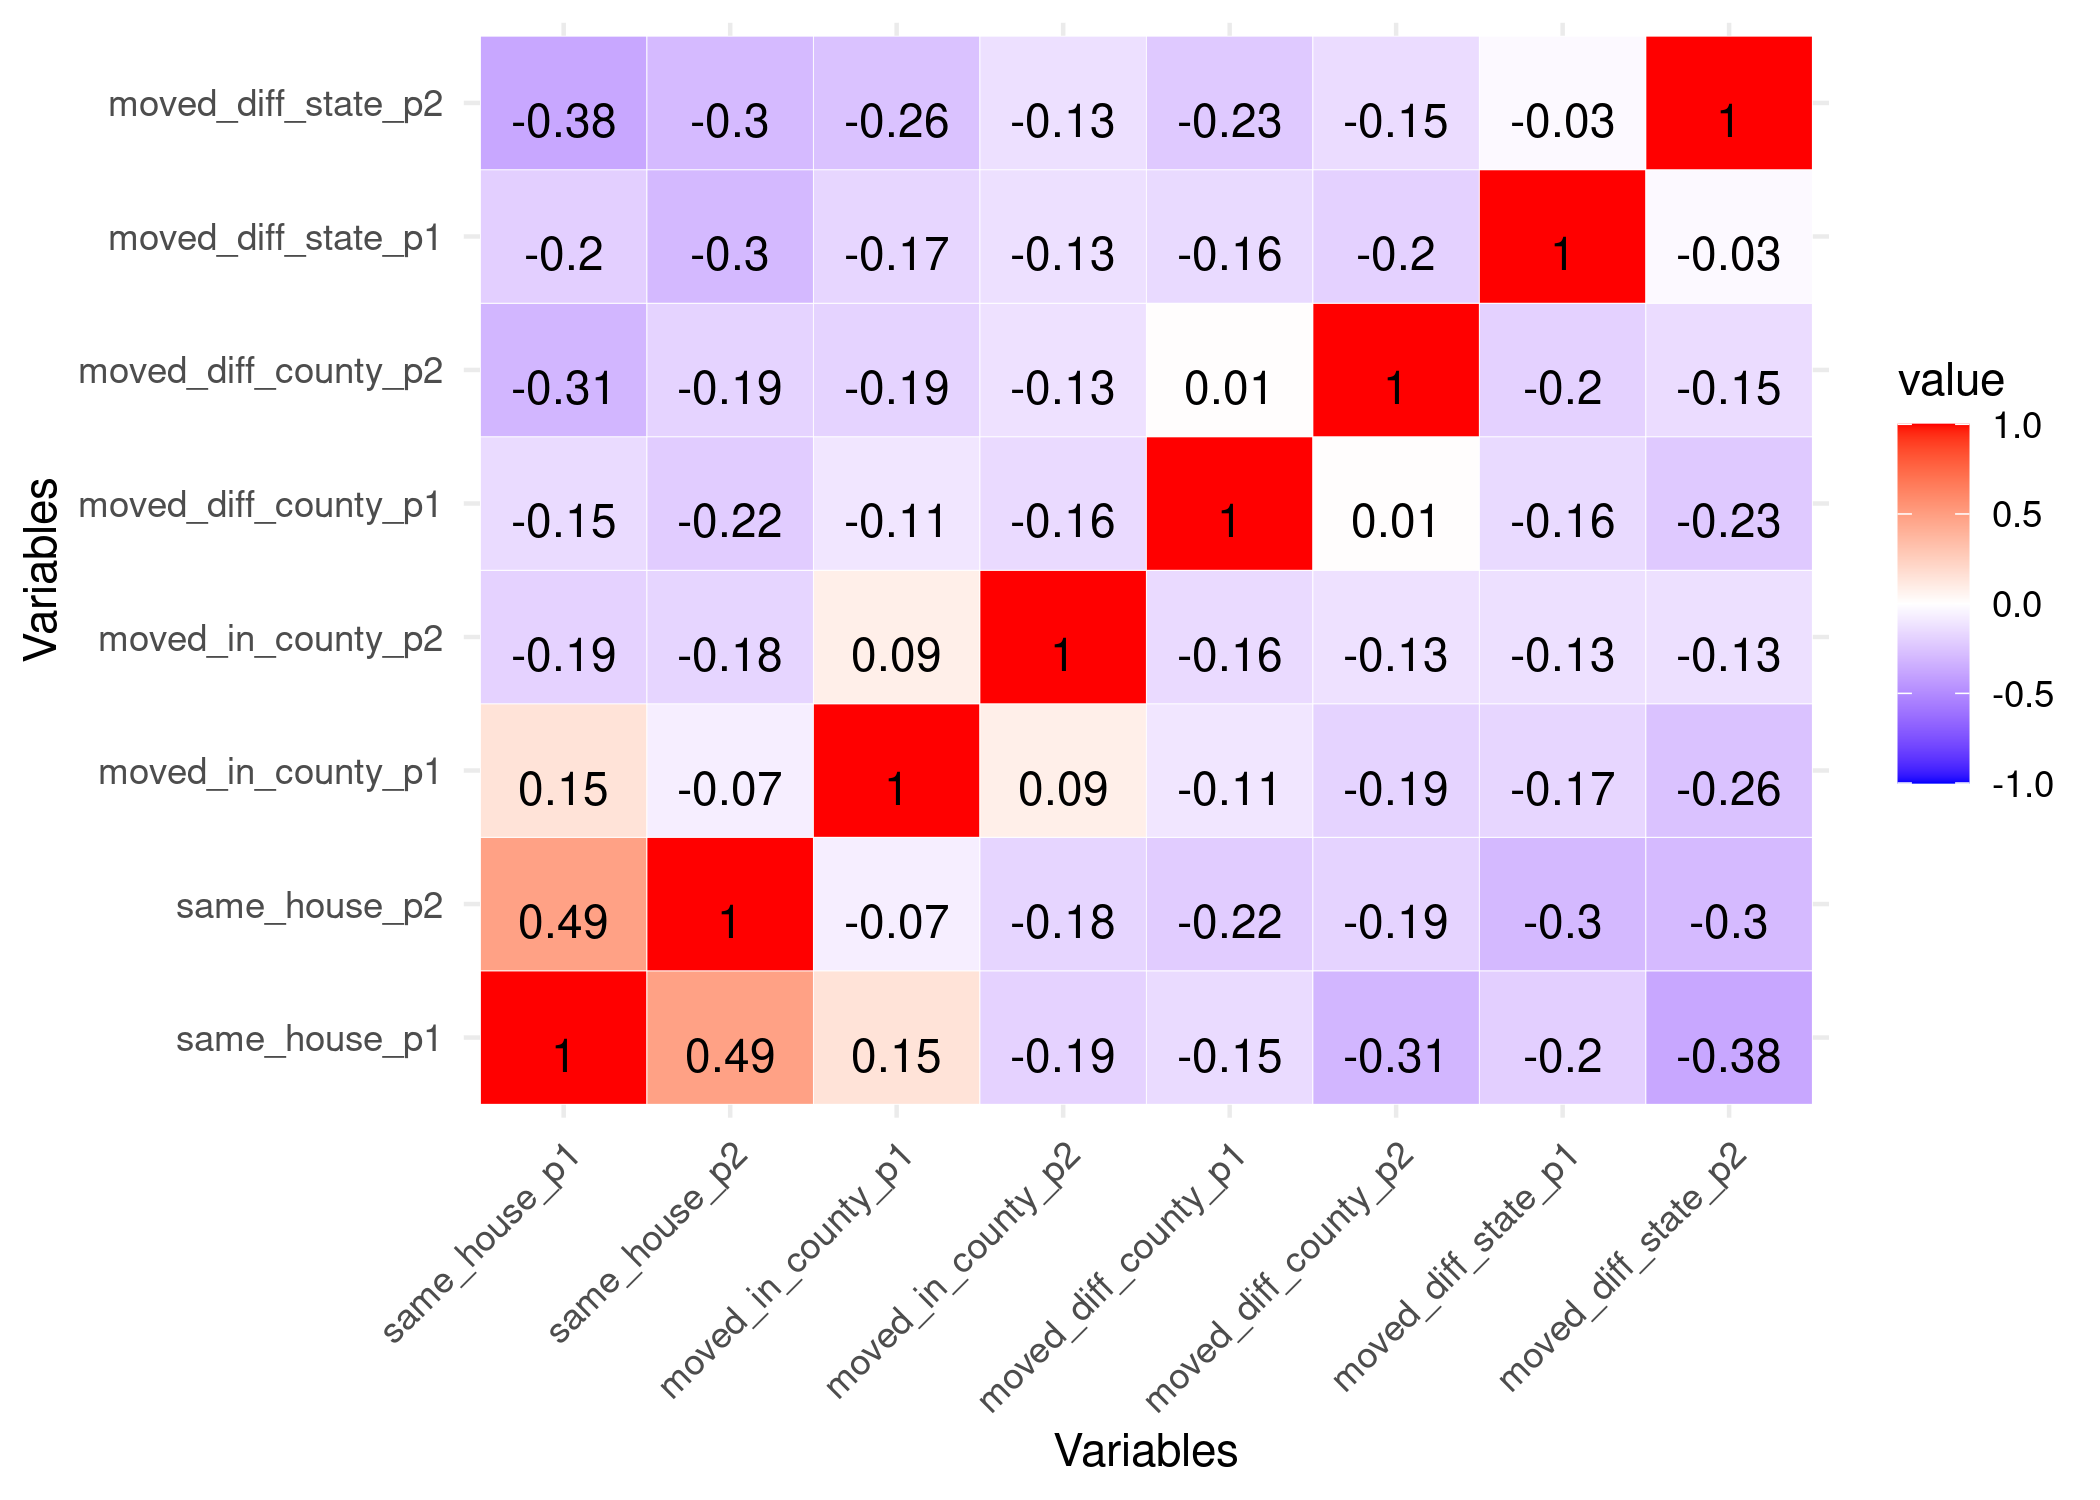 moved_diff_state_p2 -0.38 -0.3 -0.26 -0.13 -0.23 -0.15 -0.03 1
moved_diff_state_p1 -0.2 -0.3 -0.17 -0.13 -0.16 -0.2 1 -0.03
moved_diff_county_p2 -0.31 -0.19 -0.19 -0.13 0.01 1 -0.2 -0.15
moved_diff_county_p1 -0.15 -0.22 -0.11 -0.16 1 0.01 -0.16 -0.23
moved_in_county_p2 -0.19 -0.18 0.09 1 -0.16 -0.13 -0.13 -0.13
moved_in_county_p1 0.15 -0.07 1 0.09 -0.11 -0.19 -0.17 -0.26
same_house_p2 0.49 1 -0.07 -0.18 -0.22 -0.19 -0.3 -0.3
same_house_p1 1 0.49 0.15 -0.19 -0.15 -0.31 -0.2 -0.38
Variables
same_house_p1
same_house_p2
moved_in_county_p1
moved_in_county_p2
moved_diff_county_p1
moved_diff_county_p2
moved_diff_state_p1
moved_diff_state_p2
Variables
value
1.0
0.5
0.0
-0.5
-1.0